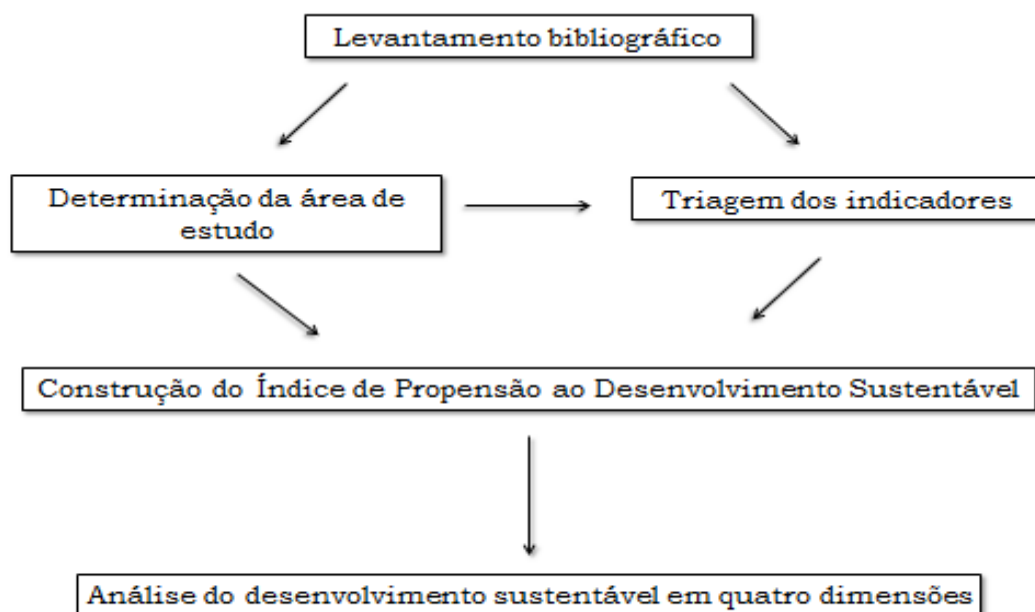 Levantamento bibliográfico
Determinação da área de
estudo
Triagem dos indicadores
Construção do Índice de Propensão ao Desenvolvimento Sustentável
Análise do desenvolvimento sustentável em quatro dimensões